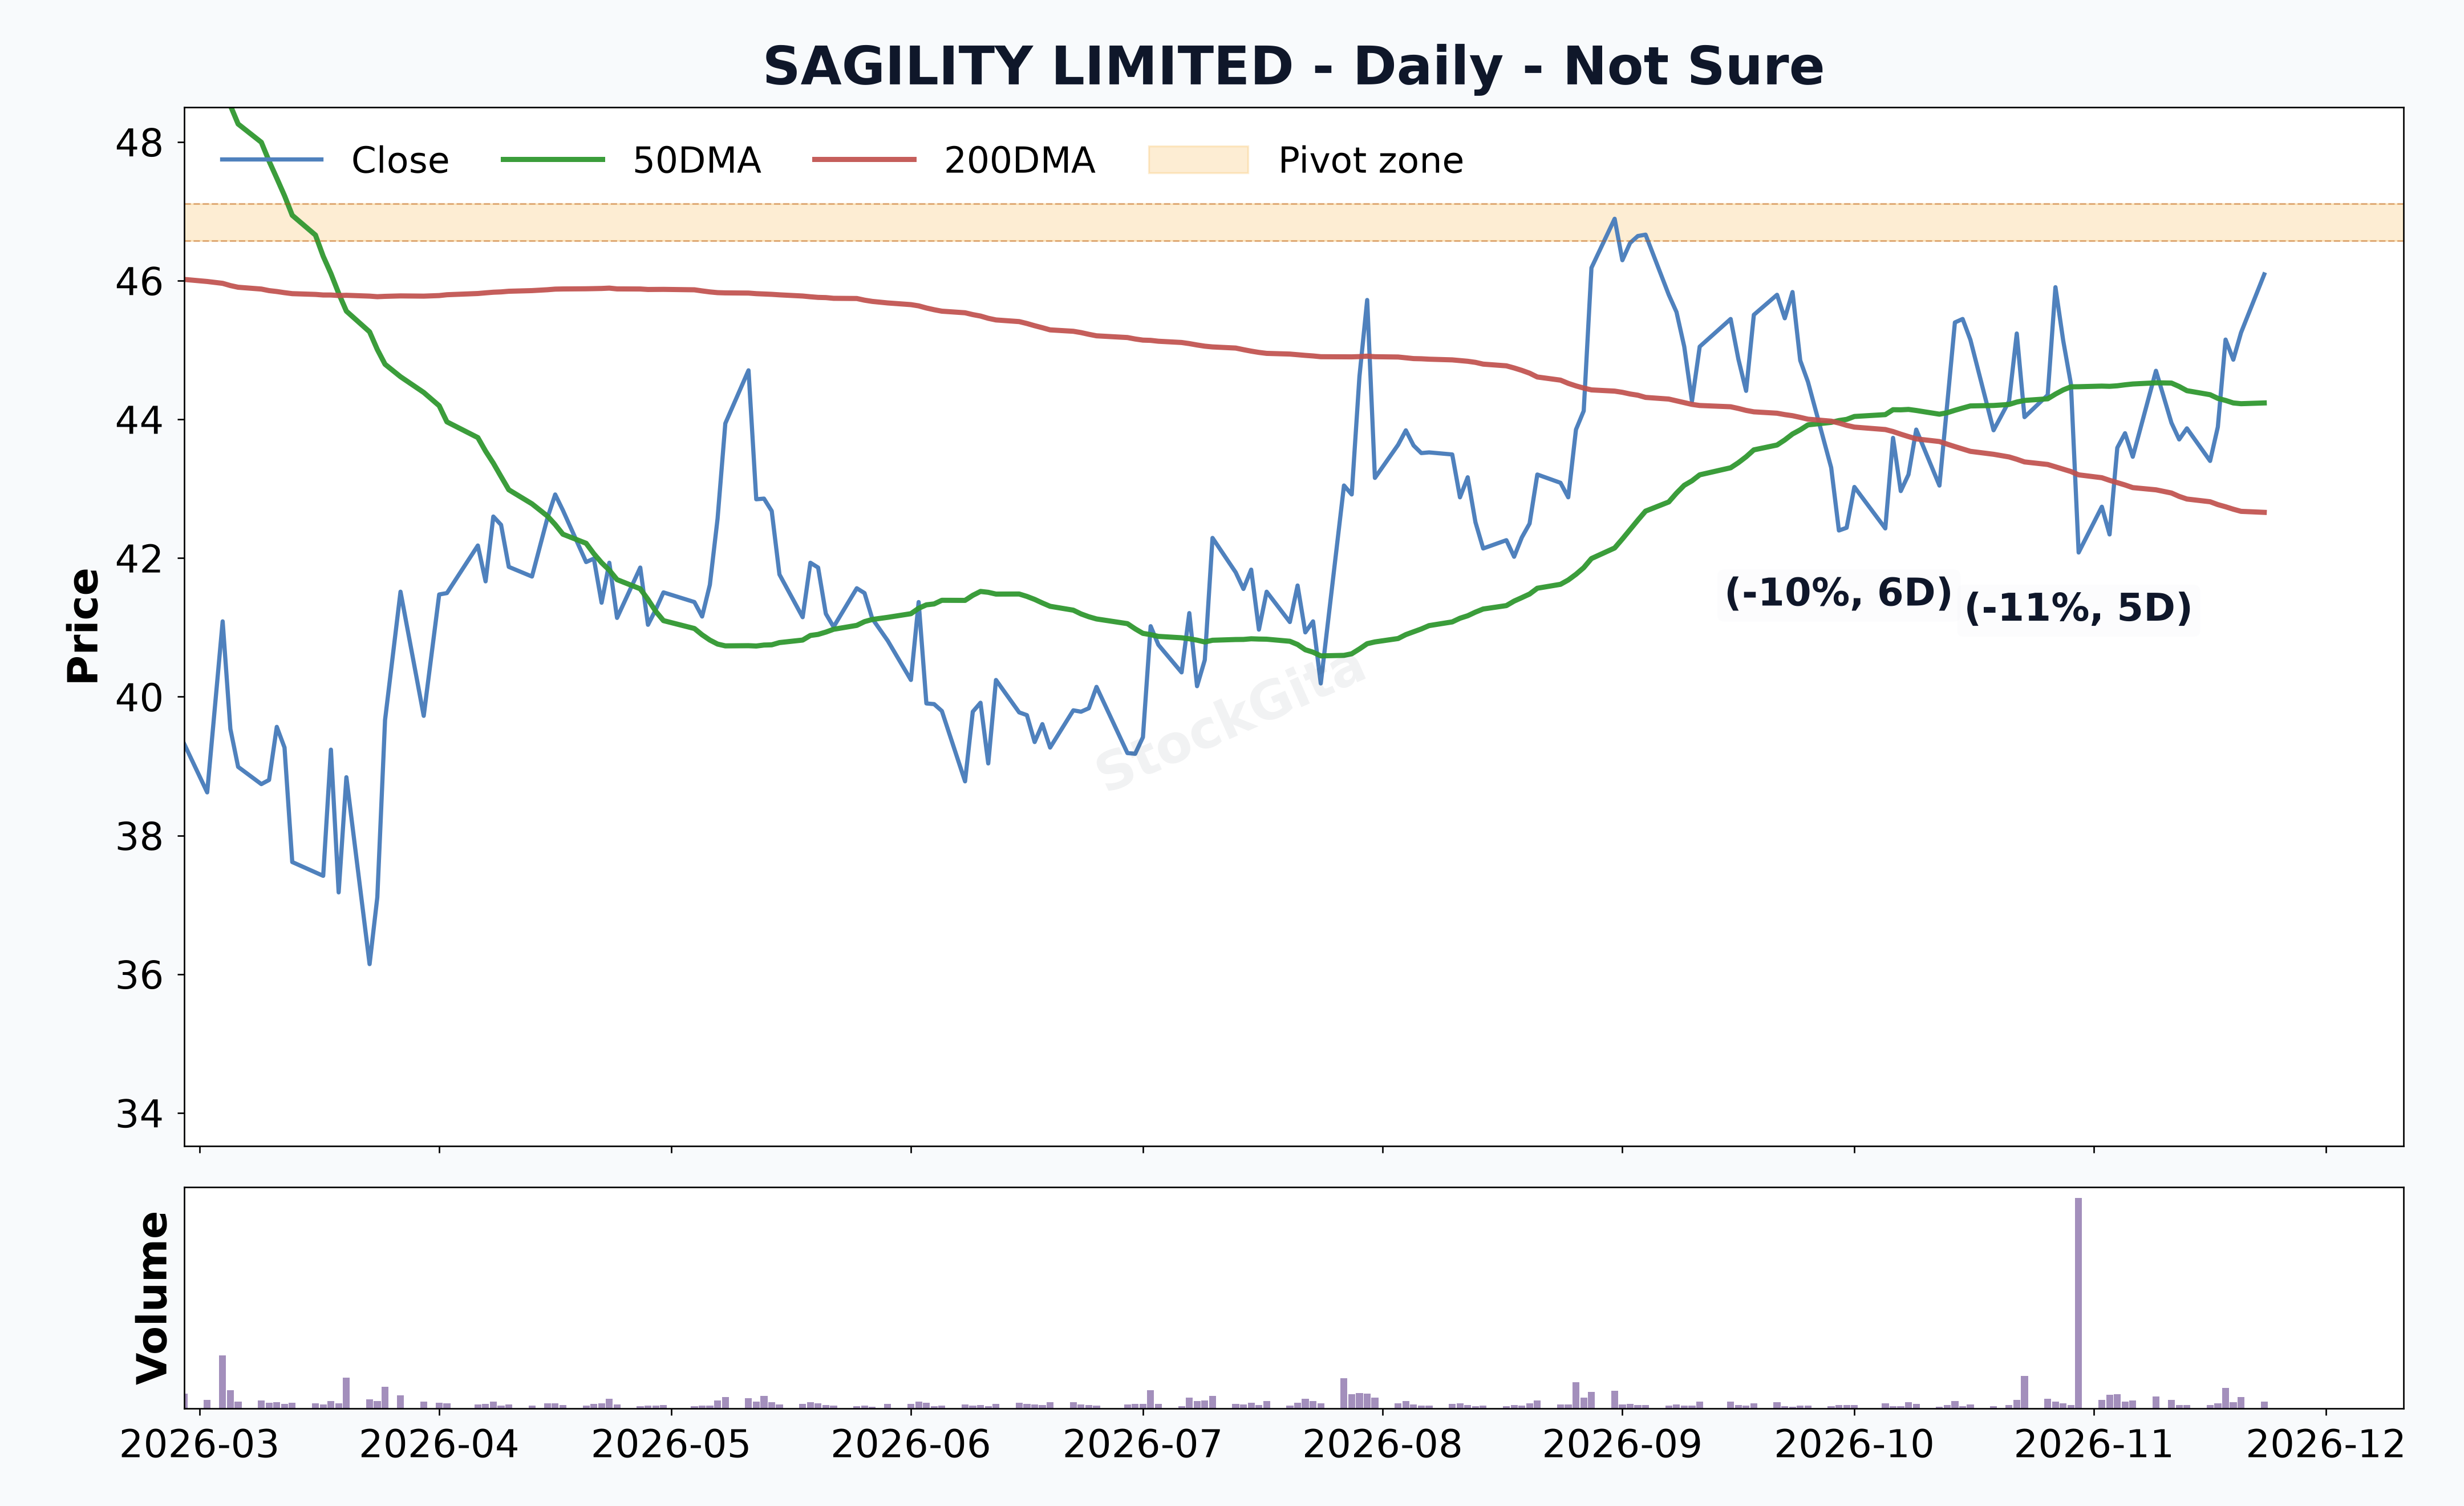 SAGILITY LIMITED - Daily - Not Sure
Close 50DMA 200DMA Pivot zone
48
46
44
42
40
38
36
34
Price
(-10%, 6D)
(-11%, 5D)
StockGita
Volume
2026-03 2026-04 2026-05 2026-06 2026-07 2026-08 2026-09 2026-10 2026-11 2026-12